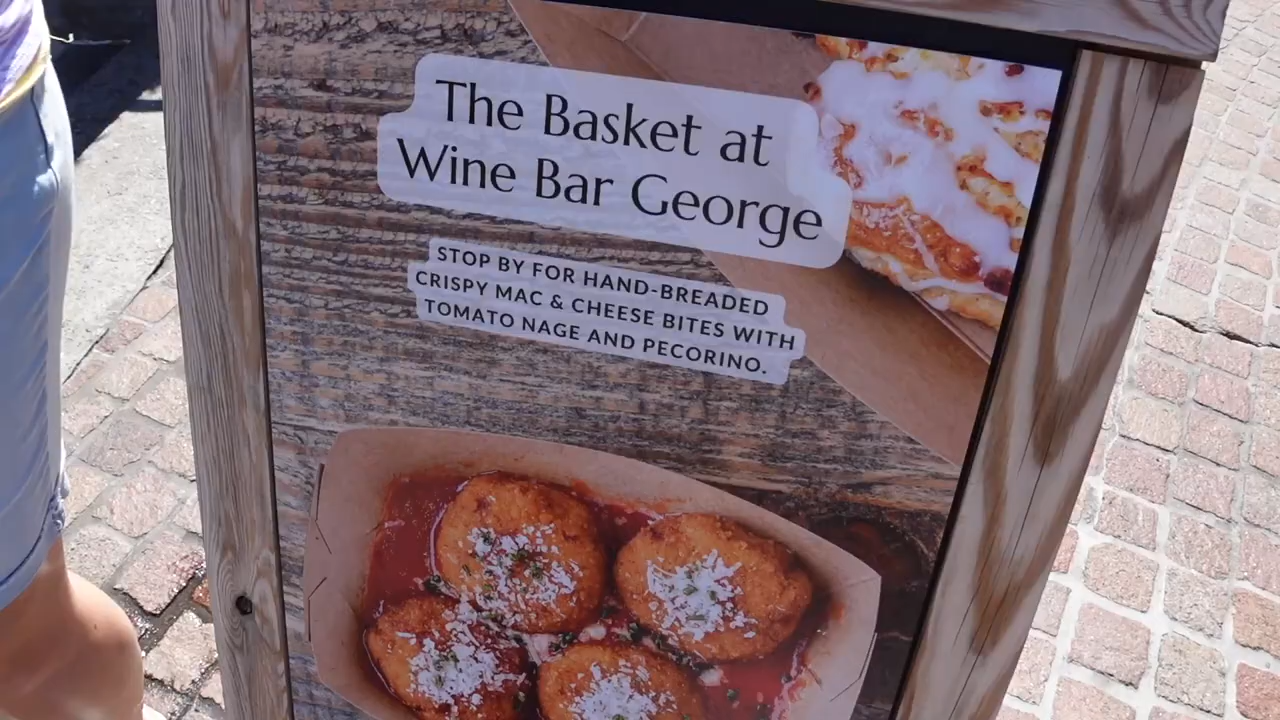 The Basket at
Wine Bar George
STOP BY FOR HAND-BREADED
CRISPY MAC & CHEESE BITES WITH
TOMATO NAGE AND PECORINO.